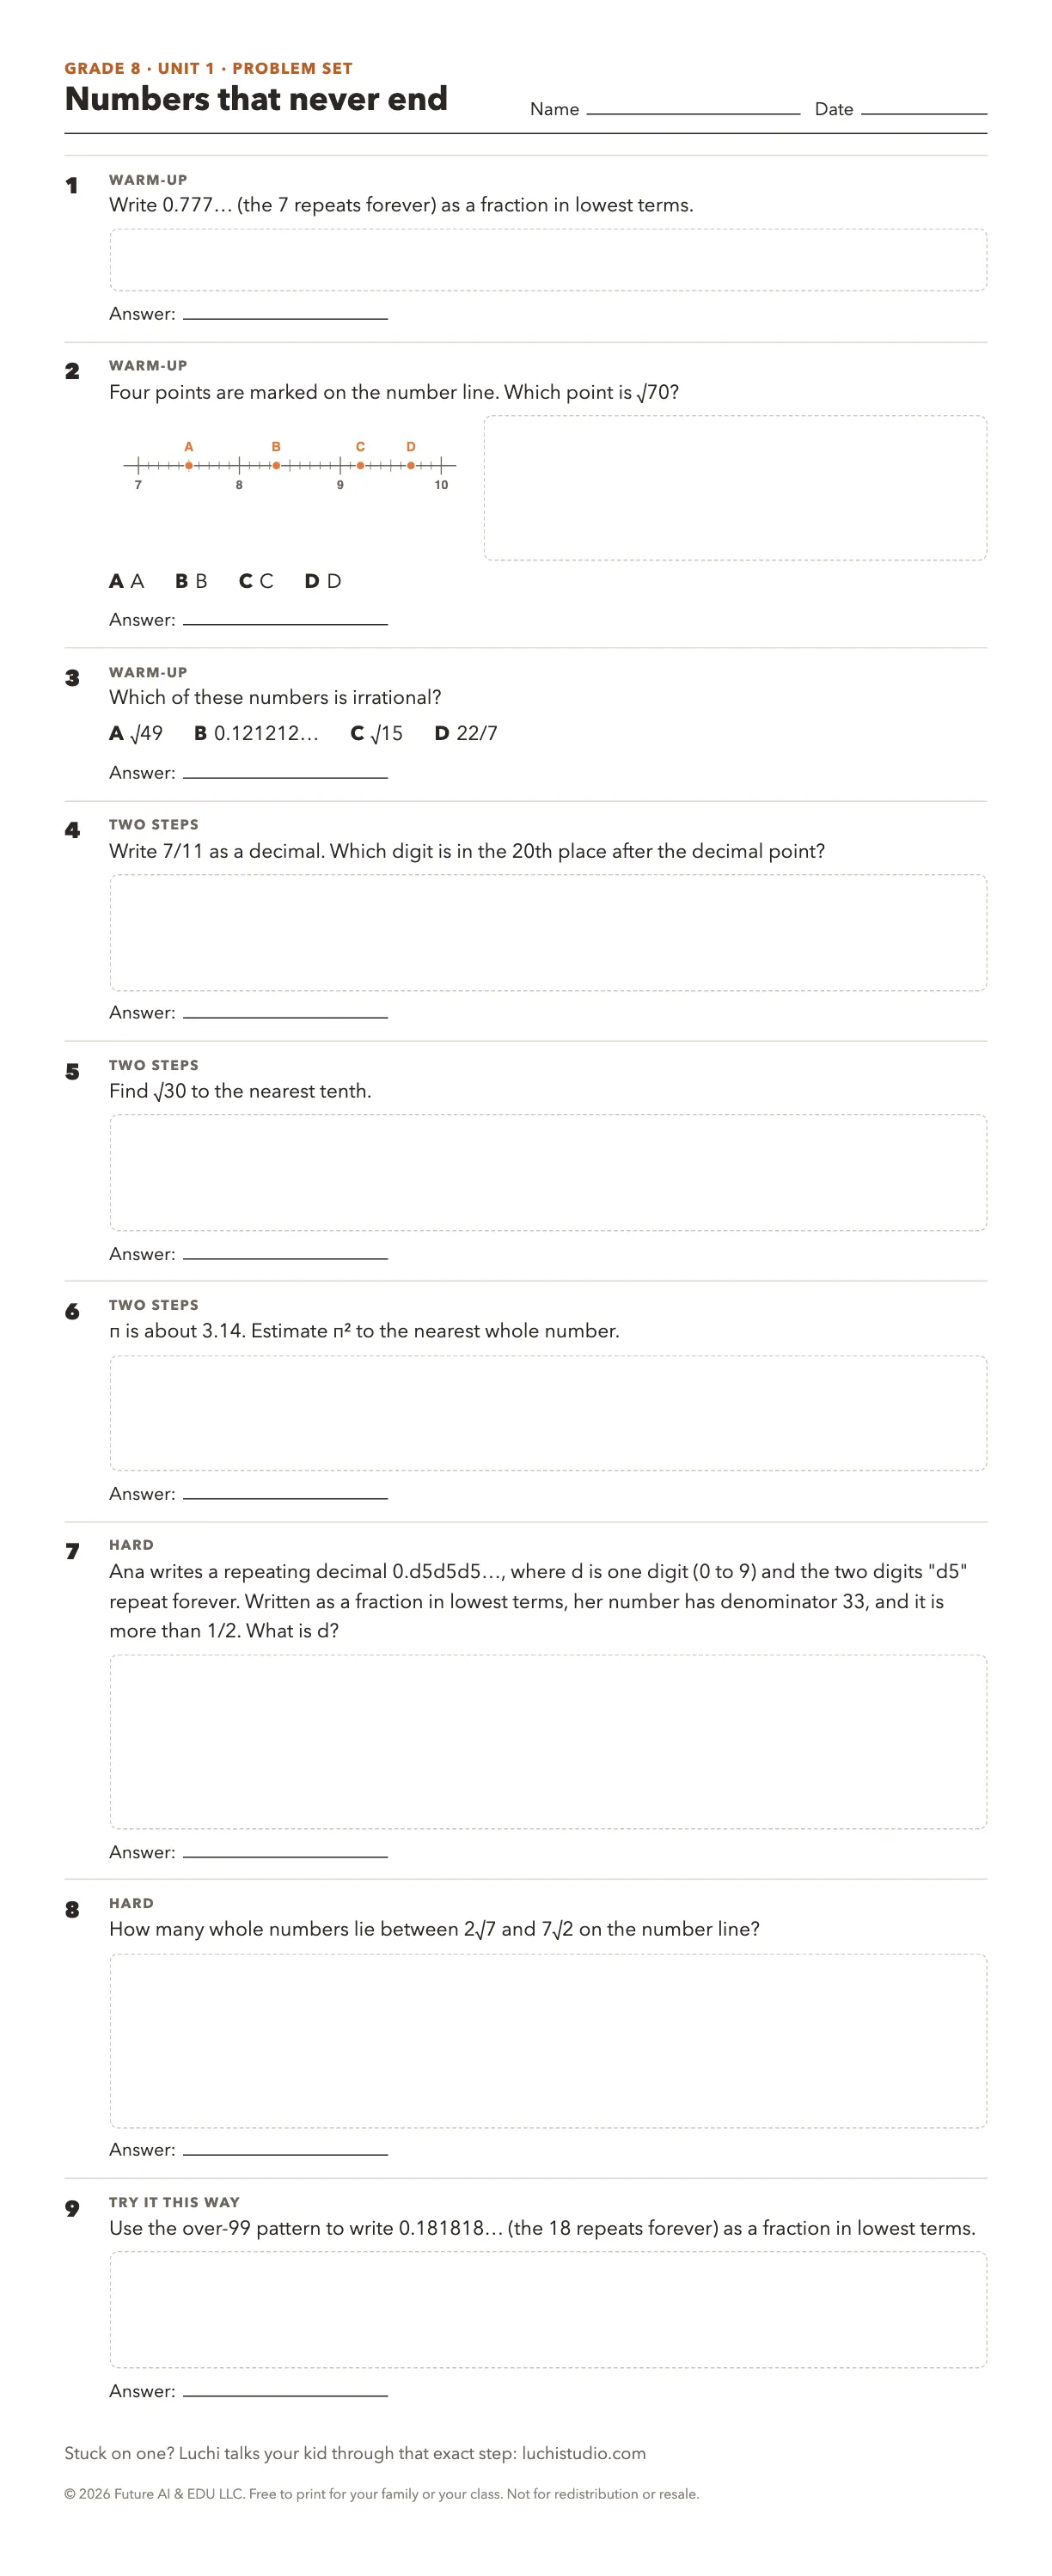 GRADE 8 · UNIT 1 · PROBLEM SET
Numbers that never end
Name Date
1
WARM-UP
Write 0.777… (the 7 repeats forever) as a fraction in lowest terms.
Answer:
2
WARM-UP
Four points are marked on the number line. Which point is √70?
A B C D
7 8 9 10
A A B B C C D D
Answer:
3
WARM-UP
Which of these numbers is irrational?
A √49 B 0.121212… C √15 D 22/7
Answer:
4
TWO STEPS
Write 7/11 as a decimal. Which digit is in the 20th place after the decimal point?
Answer:
5
TWO STEPS
Find √30 to the nearest tenth.
Answer:
6
TWO STEPS
π is about 3.14. Estimate π² to the nearest whole number.
Answer:
7
HARD
Ana writes a repeating decimal 0.d5d5d5…, where d is one digit (0 to 9) and the two digits "d5"
repeat forever. Written as a fraction in lowest terms, her number has denominator 33, and it is
more than 1/2. What is d?
Answer:
8
HARD
How many whole numbers lie between 2√7 and 7√2 on the number line?
Answer:
9
TRY IT THIS WAY
Use the over-99 pattern to write 0.181818… (the 18 repeats forever) as a fraction in lowest terms.
Answer:
Stuck on one? Luchi talks your kid through that exact step: luchistudio.com
© 2026 Future AI & EDU LLC. Free to print for your family or your class. Not for redistribution or resale.